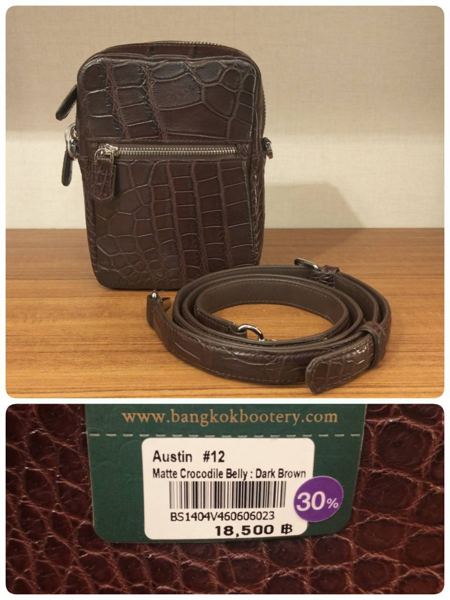 www.bangkokbootery.com
Austin #12
Matte Crocodile Belly : Dark Brown
BS1404V460606023
30%
18,500 ฿